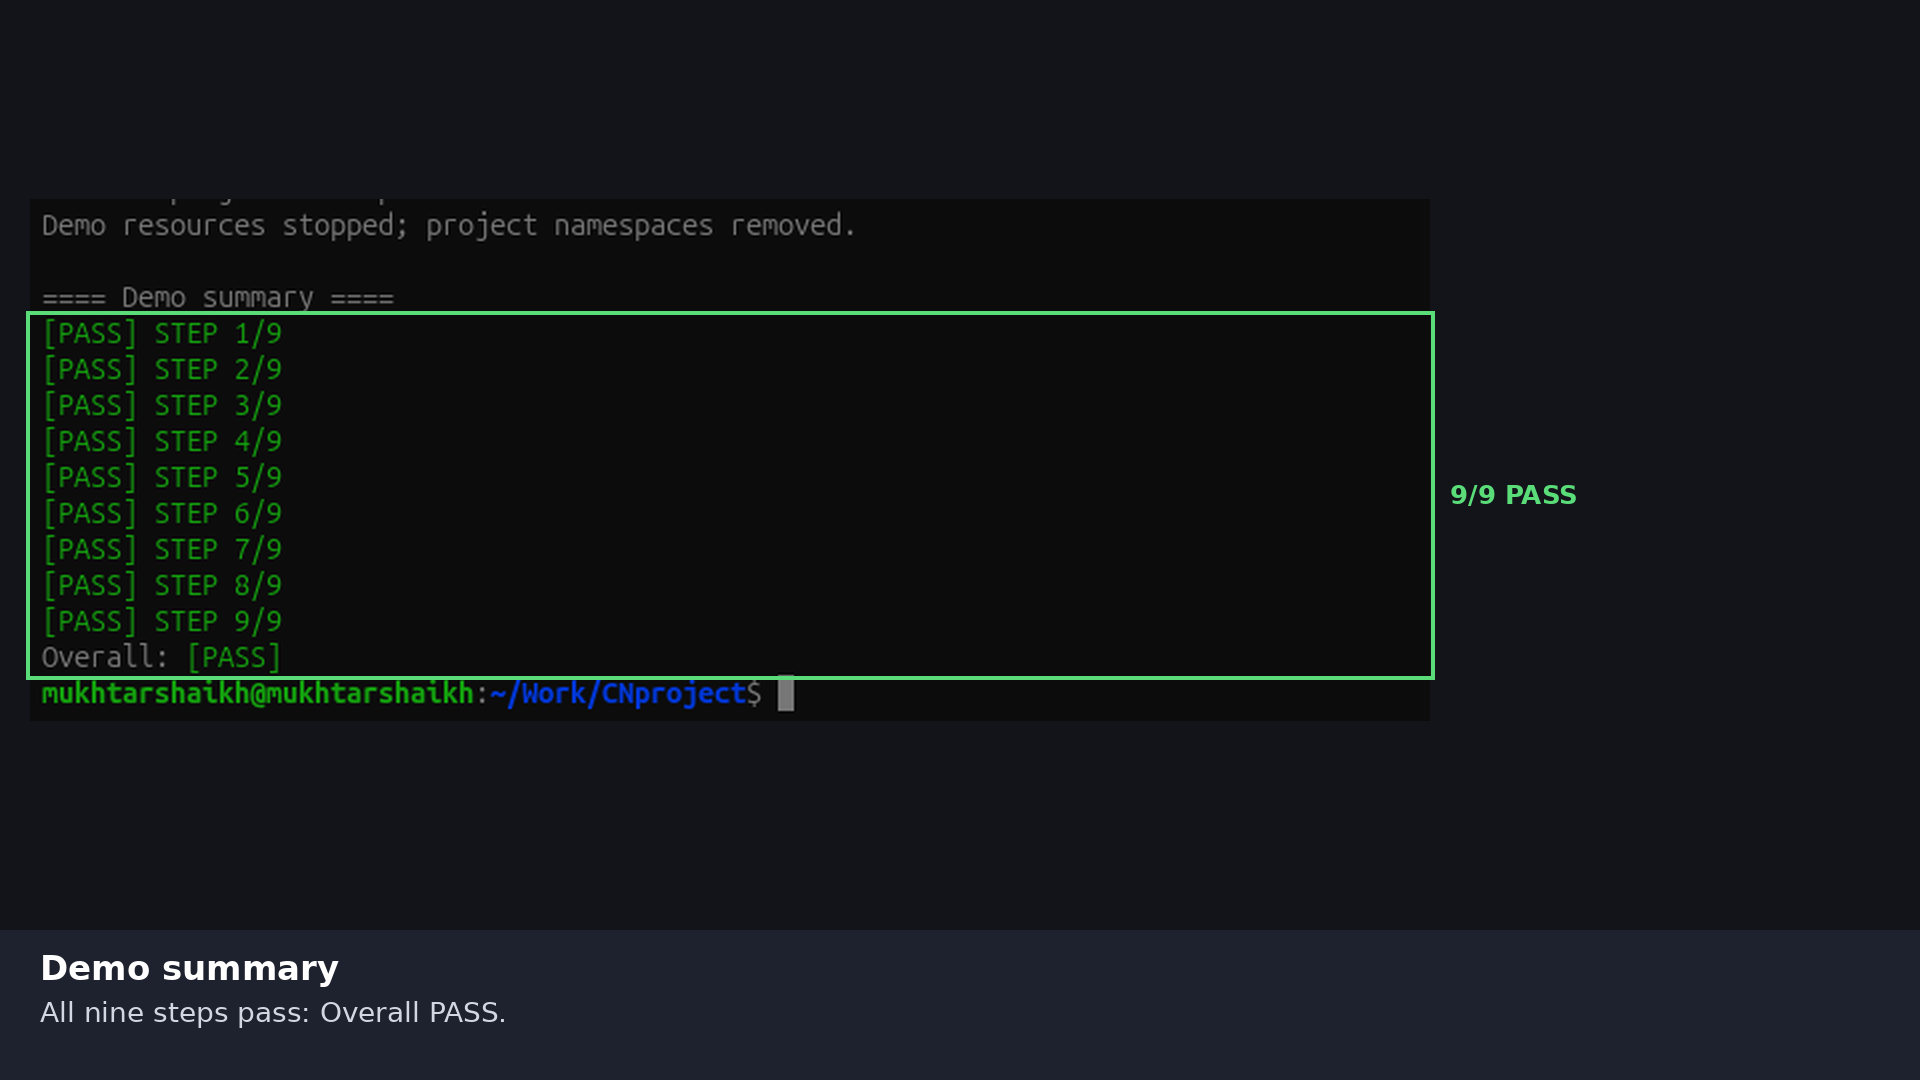 Demo resources stopped; project namespaces removed.
==== Demo summary ====
[PASS] STEP 1/9
[PASS] STEP 2/9
[PASS] STEP 3/9
[PASS] STEP 4/9
[PASS] STEP 5/9
[PASS] STEP 6/9
[PASS] STEP 7/9
[PASS] STEP 8/9
[PASS] STEP 9/9
Overall: [PASS]
mukhtarshaikh@mukhtarshaikh:~/Work/CNproject$
9/9 PASS
Demo summary
All nine steps pass: Overall PASS.